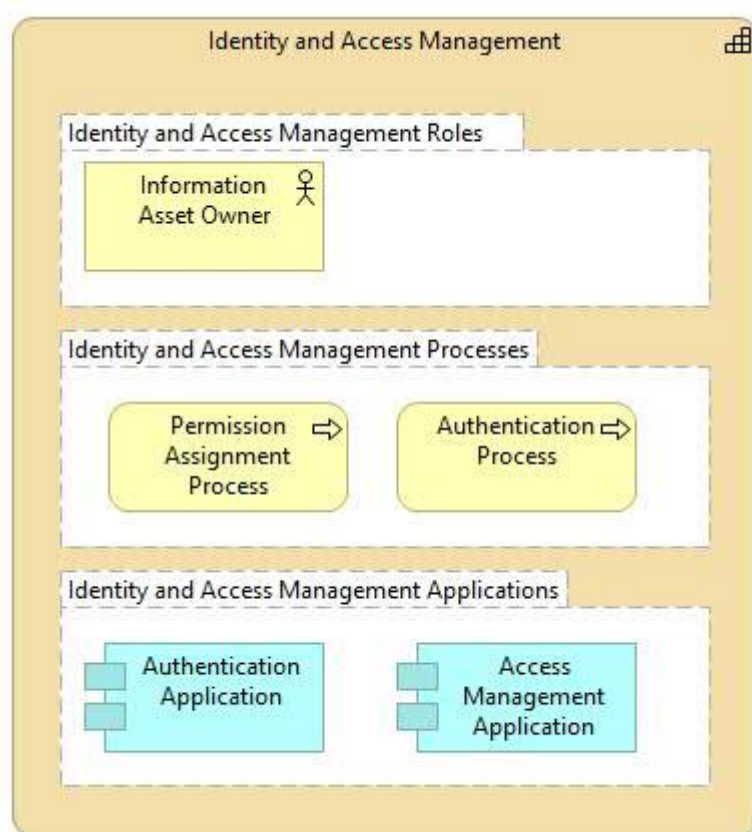 Identity and Access Management
Identity and Access Management Roles
Information
Asset Owner
Identity and Access Management Processes
Permission
Assignment
Process
Authentication
Process
Identity and Access Management Applications
Authentication
Application
Access
Management
Application